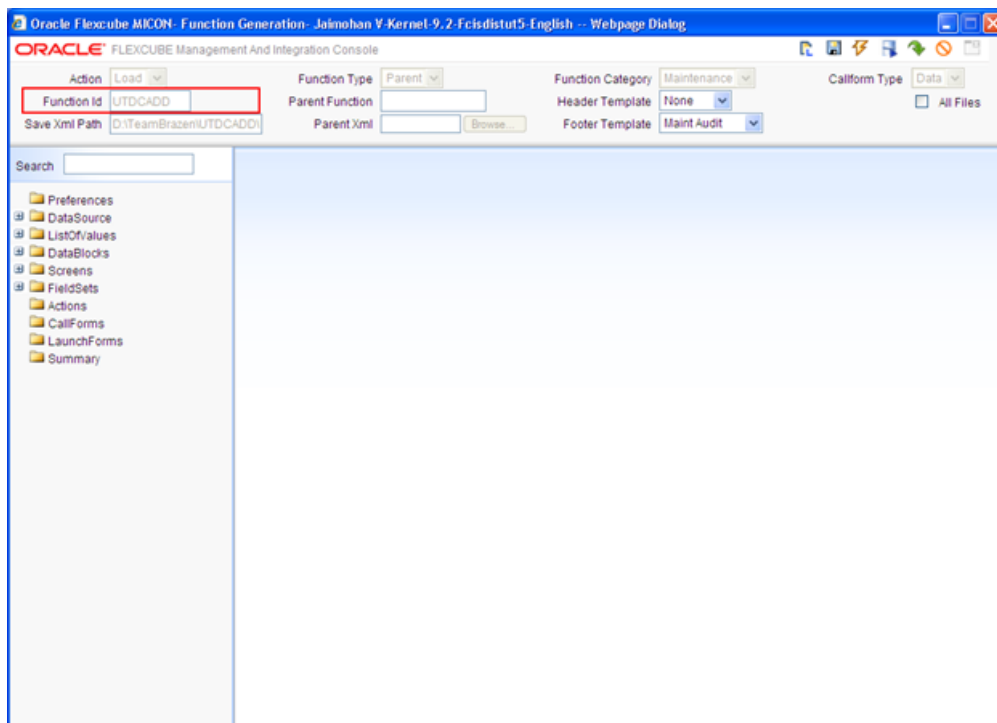 Oracle Flexcube MICON- Function Generation- Jaimohan V-Kernel-9.2-Fcisdistut5-English -- Webpage Dialog
ORACLE FLEXCUBE Management And Integration Console
Action Load Function Type Parent Function Category Maintenance Callform Type Data
Function Id UTDCADD Parent Function Header Template None All Files
Save Xml Path D:\TeamBrazen\UTDCADD\ Parent Xml Browse... Footer Template Maint Audit
Search
Preferences
DataSource
ListOfValues
DataBlocks
Screens
FieldSets
Actions
CallForms
LaunchForms
Summary